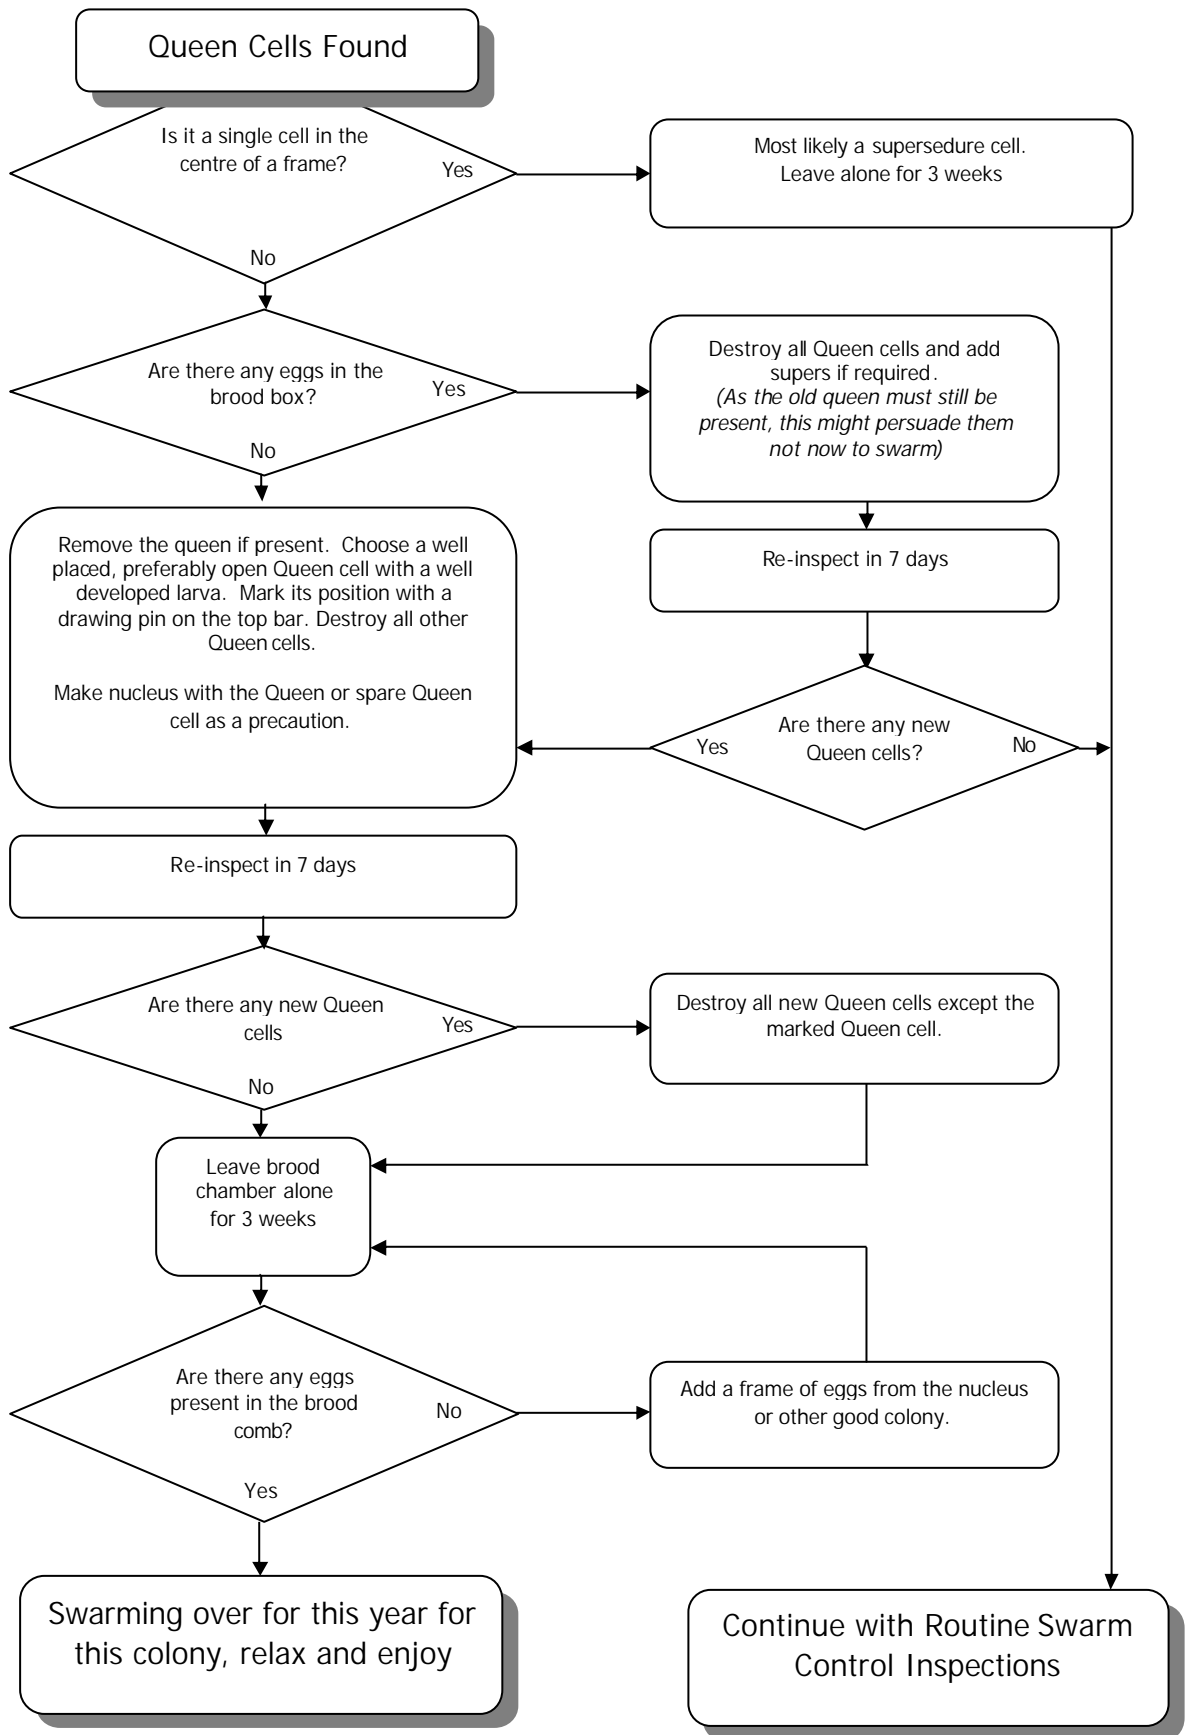 Queen Cells Found
Is it a single cell in the
centre of a frame?
Yes
No
Most likely a supersedure cell.
Leave alone for 3 weeks
Are there any eggs in the
brood box?
Yes
No
Destroy all Queen cells and add
supers if required.
(As the old queen must still be
present, this might persuade them
not now to swarm)
Re-inspect in 7 days
Are there any new
Queen cells?
Yes
No
Remove the queen if present. Choose a well
placed, preferably open Queen cell with a well
developed larva. Mark its position with a
drawing pin on the top bar. Destroy all other
Queen cells.
Make nucleus with the Queen or spare Queen
cell as a precaution.
Re-inspect in 7 days
Are there any new Queen
cells
Yes
No
Destroy all new Queen cells except the
marked Queen cell.
Leave brood
chamber alone
for 3 weeks
Are there any eggs
present in the brood
comb?
No
Yes
Add a frame of eggs from the nucleus
or other good colony.
Swarming over for this year for
this colony, relax and enjoy
Continue with Routine Swarm
Control Inspections